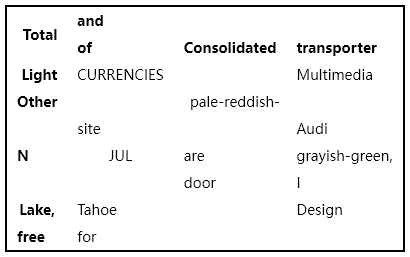 and
Total
of Consolidated transporter
Light CURRENCIES Multimedia
Other pale-reddish-
site Audi
N JUL are grayish-green,
door I
Lake, Tahoe Design
free for